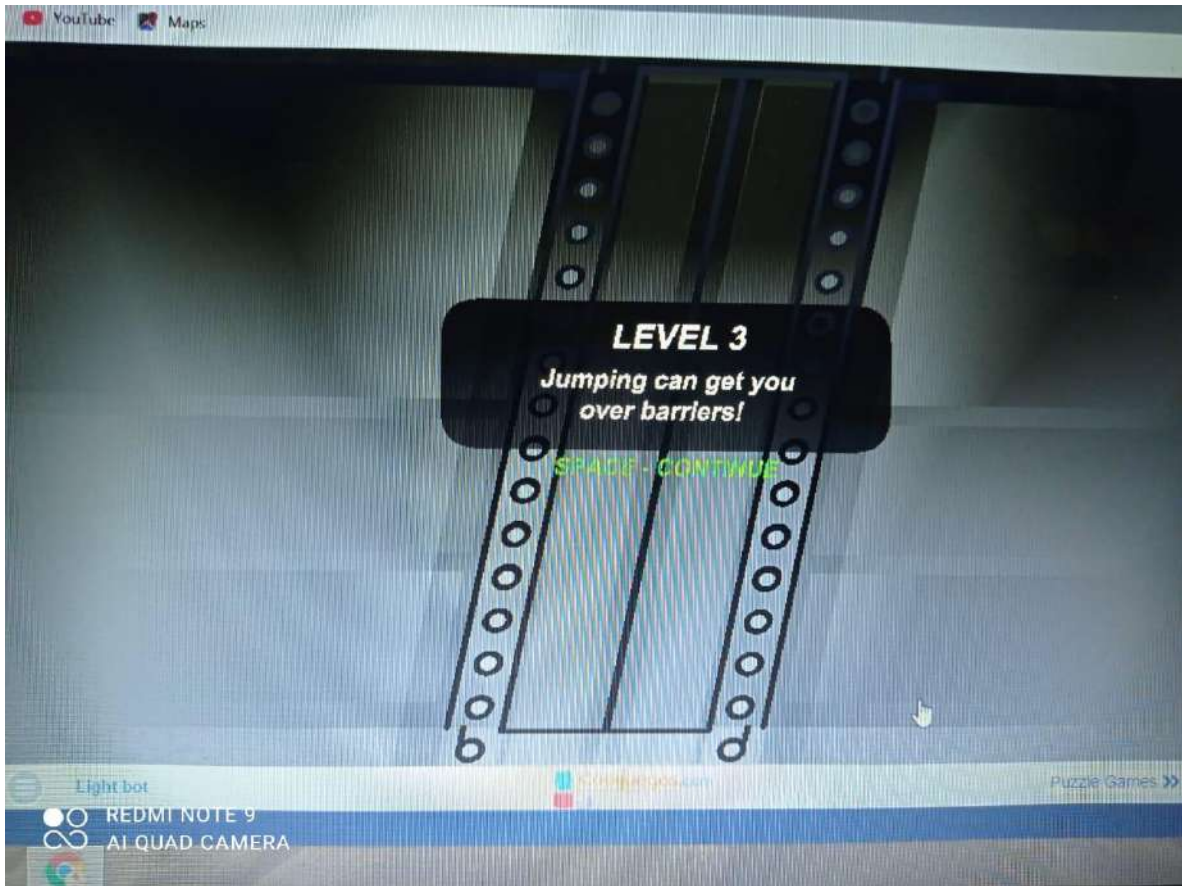 YouTube Maps
LEVEL 3
Jumping can get you
over barriers!
SPACE - CONTINUE
b d
Light bot
Puzzle Games »
REDMI NOTE 9
AI QUAD CAMERA